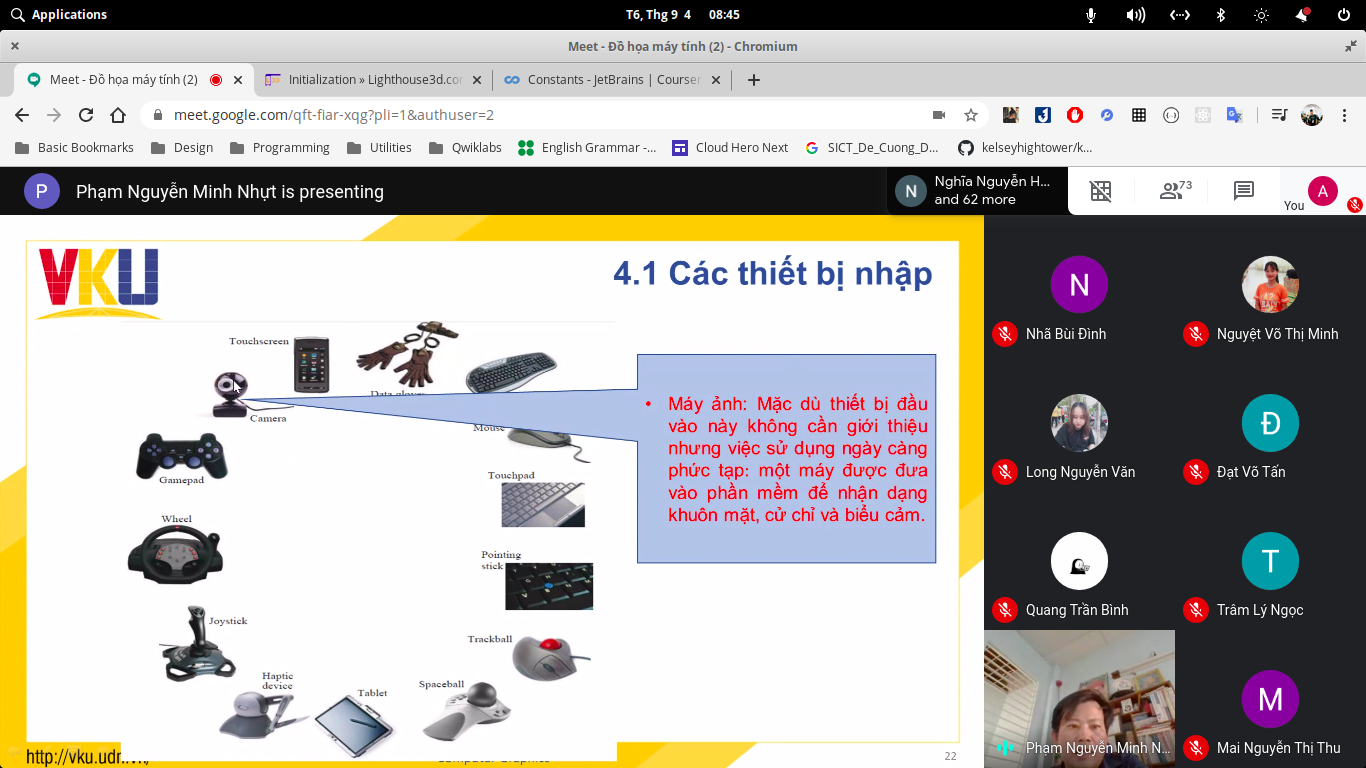 Applications
T6, Thg 9 4 08:45
Meet - Đồ họa máy tính (2) - Chromium
Meet - Đồ họa máy tính (2)
Initialization » Lighthouse3d.co
Constants - JetBrains | Courser
meet.google.com/qft-fiar-xqg?pli=1&authuser=2
Basic Bookmarks
Design
Programming
Utilities
Qwiklabs
English Grammar -...
Cloud Hero Next
SICT_De_Cuong_D...
kelseyhightower/k...
P
Phạm Nguyễn Minh Nhựt is presenting
N
Nghĩa Nguyễn H...
and 62 more
73
You
A
VKU
4.1 Các thiết bị nhập
Touchscreen
Data gloves
Camera
Mouse
Gamepad
Touchpad
Wheel
Pointing
stick
Joystick
Trackball
Haptic
device
Tablet
Spaceball
• Máy ảnh: Mặc dù thiết bị đầu
vào này không cần giới thiệu
nhưng việc sử dụng ngày càng
phức tạp: một máy được đưa
vào phần mềm để nhận dạng
khuôn mặt, cử chỉ và biểu cảm.
http://vku.udn.vn/
Computer Graphics
22
N
Nhã Bùi Đình
Nguyệt Võ Thị Minh
Long Nguyễn Văn
Đ
Đạt Võ Tấn
Quang Trần Bình
T
Trâm Lý Ngọc
Phạm Nguyễn Minh N...
M
Mai Nguyễn Thị Thu